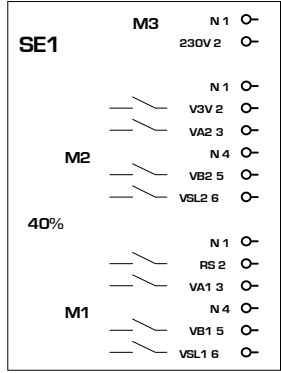 M3
N 1
SE1
230V 2
N 1
V3V 2
VA2 3
N 4
M2
VB2 5
VSL2 6
40%
N 1
RS 2
VA1 3
N 4
M1
VB1 5
VSL1 6